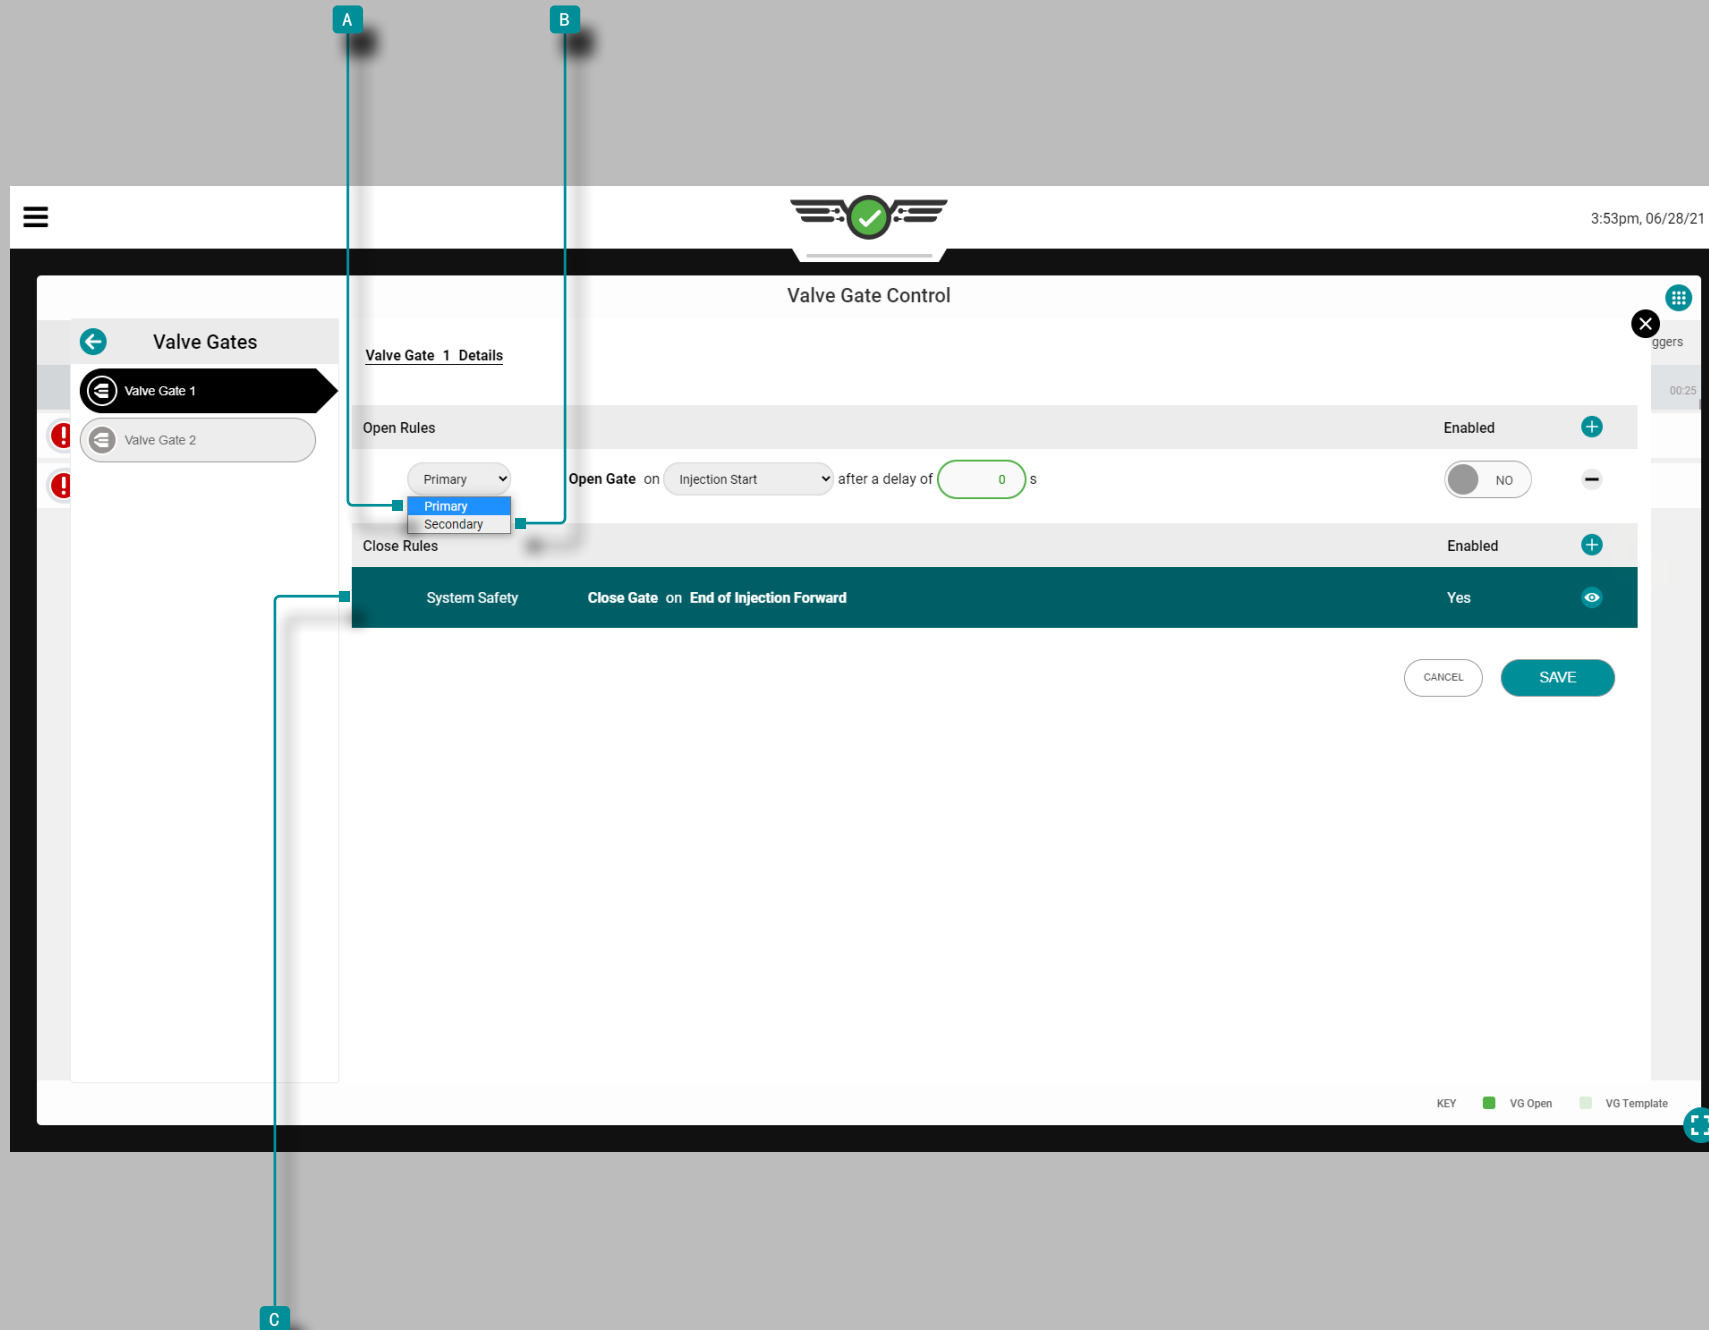 A
B
3:53pm, 06/28/21
Valve Gate Control
Valve Gates
Valve Gate 1 Details
ggers
Valve Gate 1
00:25
Open Rules
Enabled
Valve Gate 2
Primary
Open Gate on Injection Start after a delay of 0 s
NO
Primary
Secondary
Close Rules
Enabled
System Safety
Close Gate on End of Injection Forward
Yes
CANCEL
SAVE
KEY
VG Open
VG Template
C